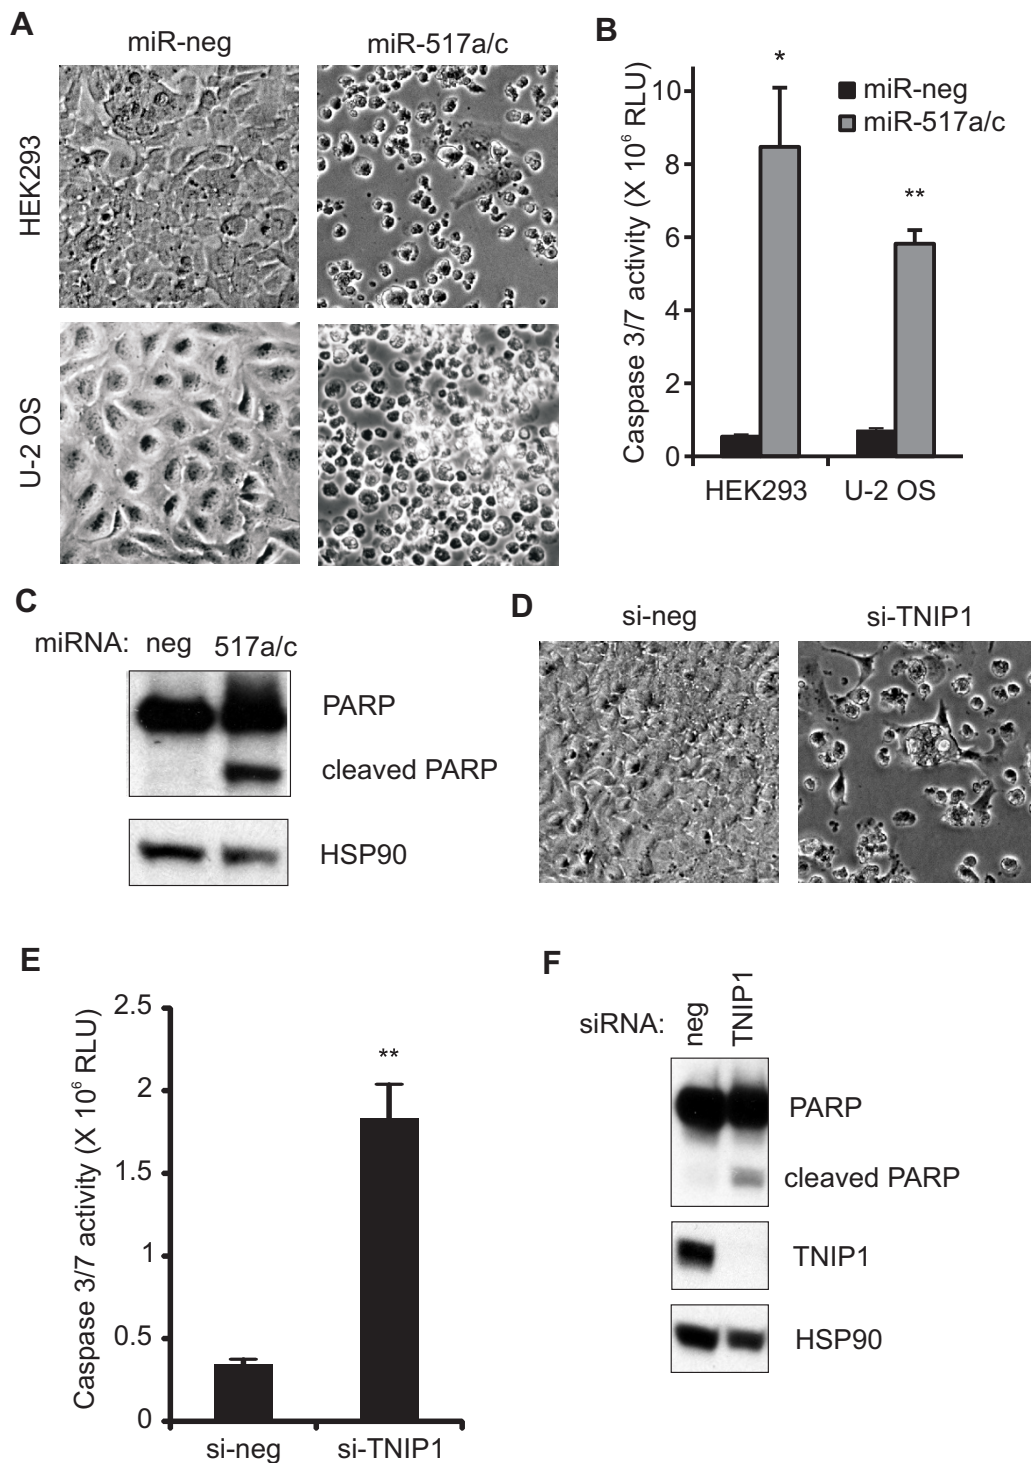 A
miR-neg
miR-517a/c
HEK293
U-2 OS
B
Caspase 3/7 activity (X 10⁶ RLU)
10
8
6
4
2
0
*
**
miR-neg
miR-517a/c
HEK293
U-2 OS
C
miRNA: neg 517a/c
PARP
cleaved PARP
HSP90
D
si-neg
si-TNIP1
E
Caspase 3/7 activity (X 10⁶ RLU)
2.5
2
1.5
1
0.5
0
**
si-neg
si-TNIP1
F
siRNA: neg TNIP1
PARP
cleaved PARP
TNIP1
HSP90